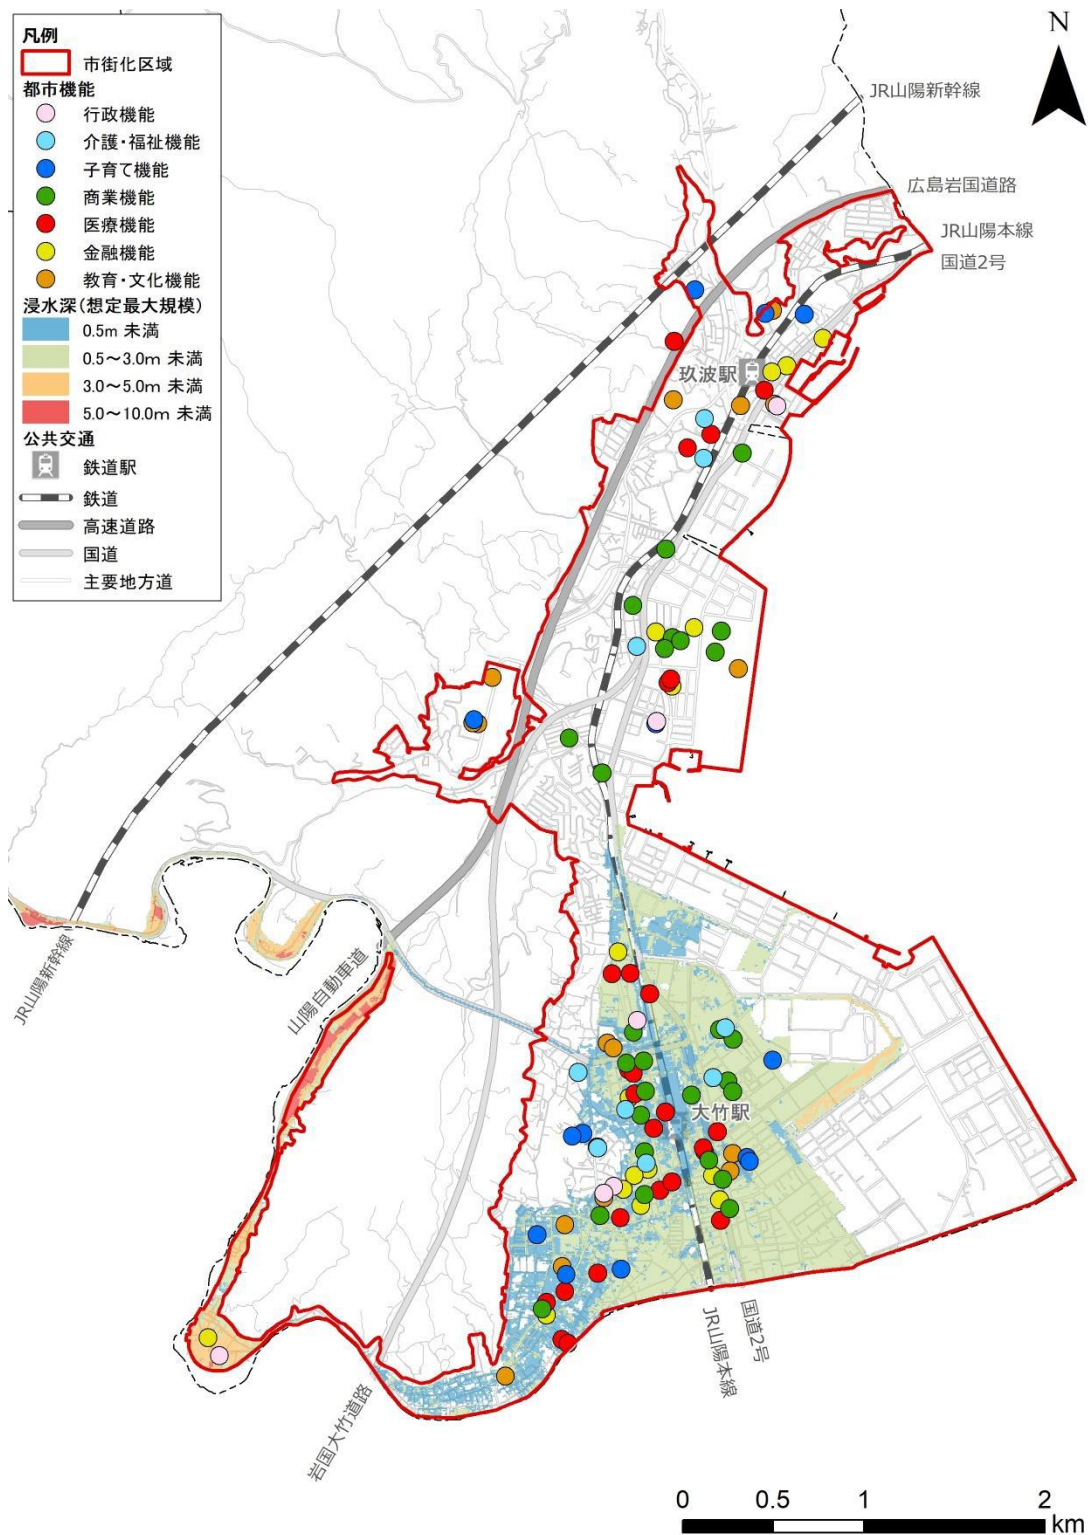 凡例
市街化区域
都市機能
行政機能
介護・福祉機能
子育て機能
商業機能
医療機能
金融機能
教育・文化機能
浸水深(想定最大規模)
0.5m 未満
0.5~3.0m 未満
3.0~5.0m 未満
5.0~10.0m 未満
公共交通
鉄道駅
鉄道
高速道路
国道
主要地方道
N
JR山陽新幹線
広島岩国道路
JR山陽本線
国道2号
玖波駅
JR山陽新幹線
山陽自動車道
大竹駅
岩国大竹道路
JR山陽本線
国道2号
0 0.5 1 2
km